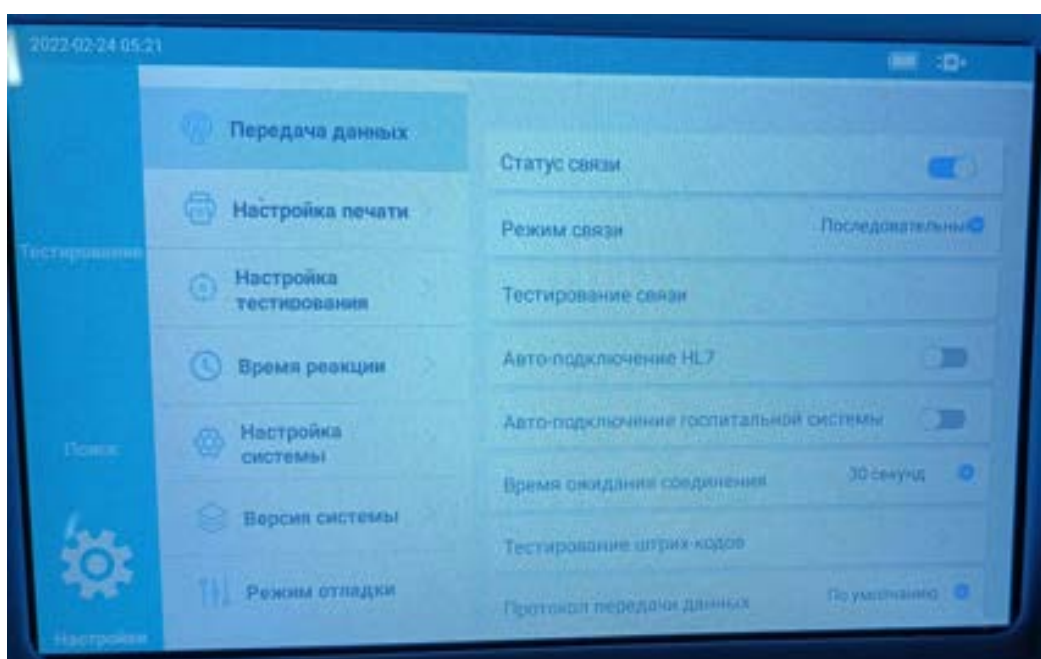 2022-02-24 05:21
Тестирование
Поиск
Настройки
Передача данных
Настройка печати
Настройка
тестирования
Время реакции
Настройка
системы
Версия системы
Режим отладки
Статус связи
Режим связи
Последовательны
Тестирование связи
Авто-подключение HL7
Авто-подключение госпитальной системы
Время ожидания соединения
30 секунд
Тестирование штрих-кодов
Протокол передачи данных
По умолчанию